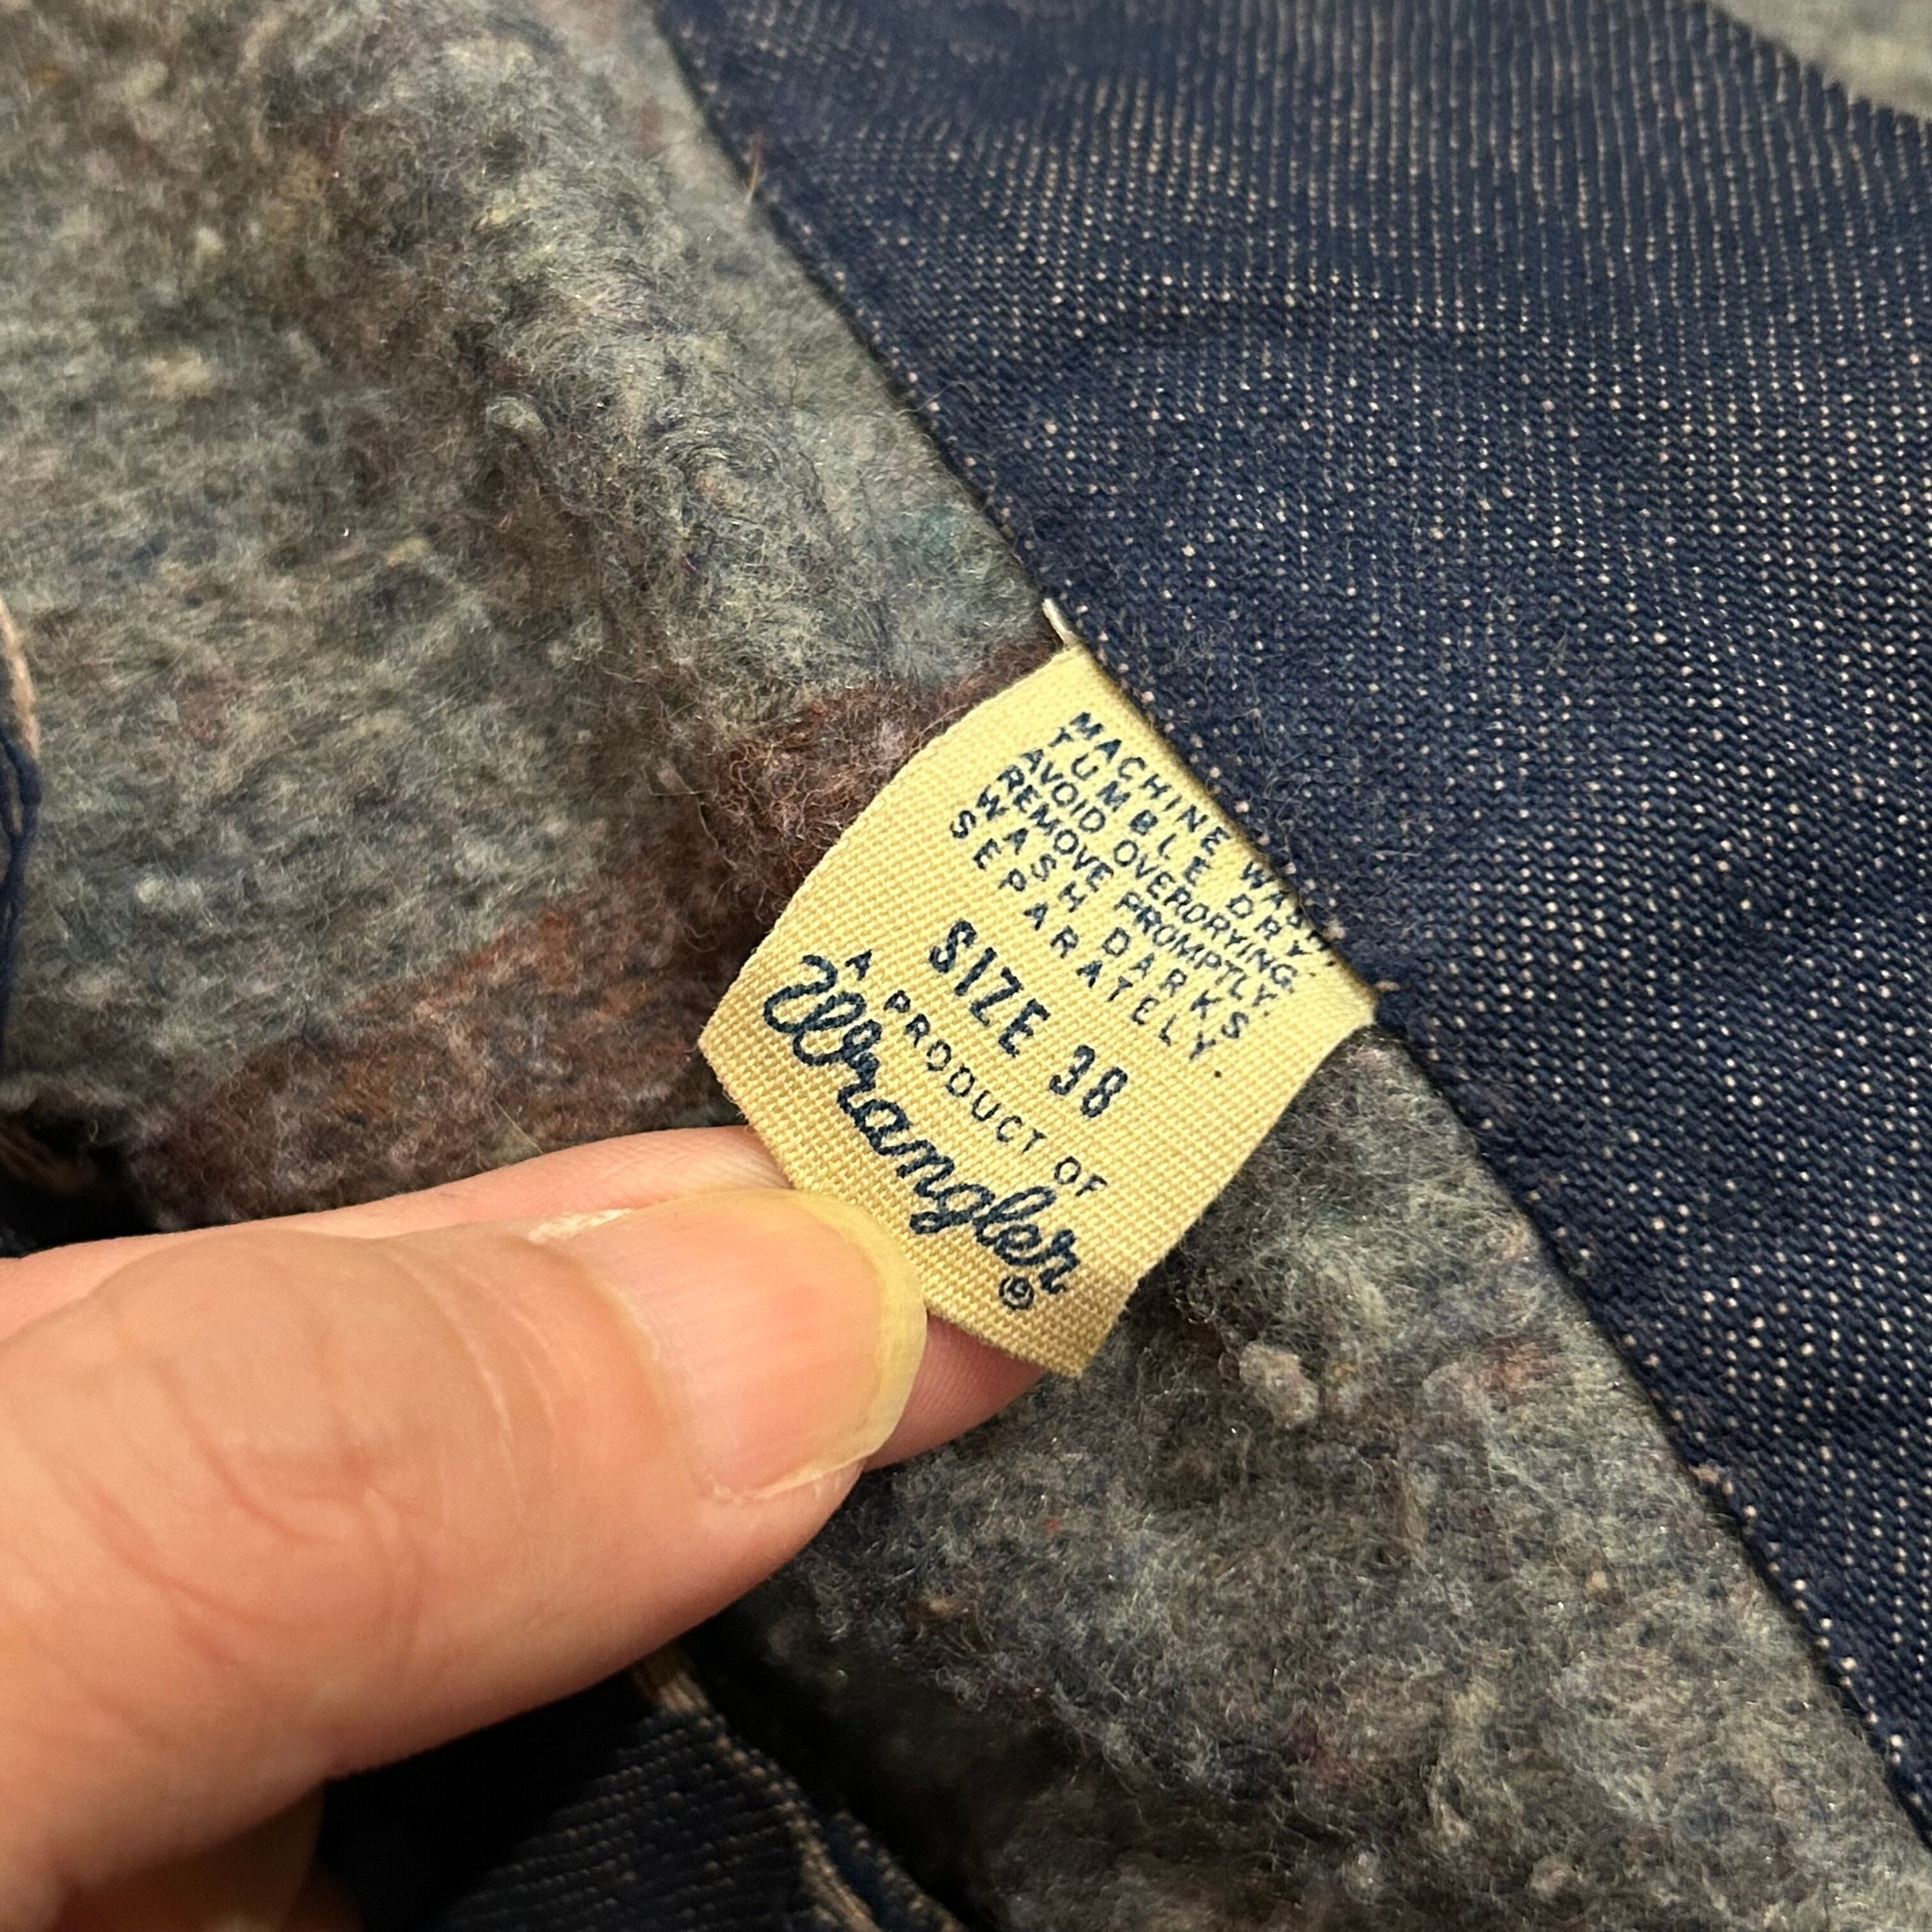 MACHINE WASH
TUMBLE DRY.
AVOID OVERDRYING.
REMOVE PROMPTLY.
WASH DARKS
SEPARATELY.
SIZE 38
A PRODUCT OF
Wrangler®